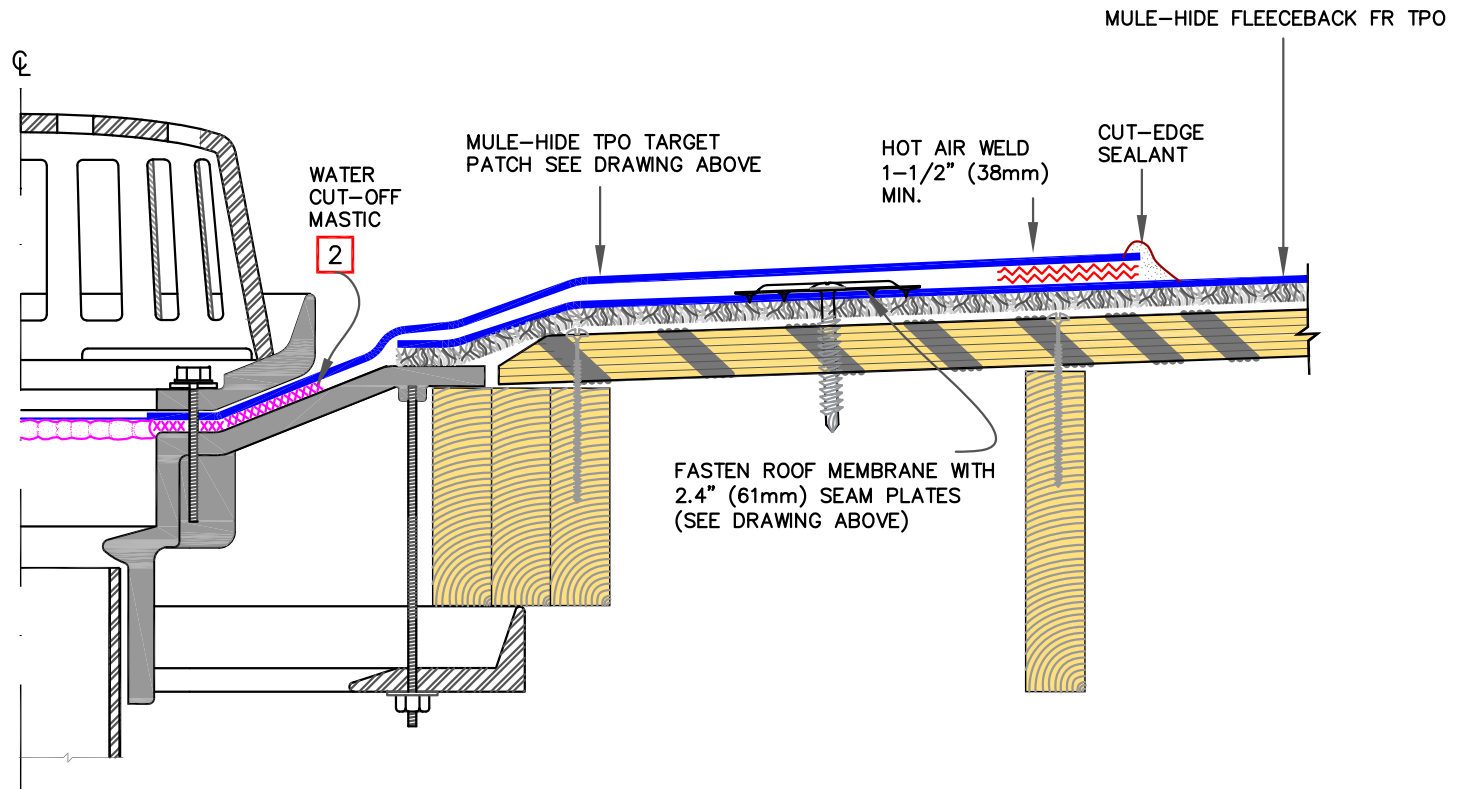 MULE-HIDE FLEECEBACK FR TPO
℄
MULE-HIDE TPO TARGET
PATCH SEE DRAWING ABOVE
HOT AIR WELD
1-1/2" (38mm)
MIN.
CUT-EDGE
SEALANT
WATER
CUT-OFF
MASTIC
2
FASTEN ROOF MEMBRANE WITH
2.4" (61mm) SEAM PLATES
(SEE DRAWING ABOVE)